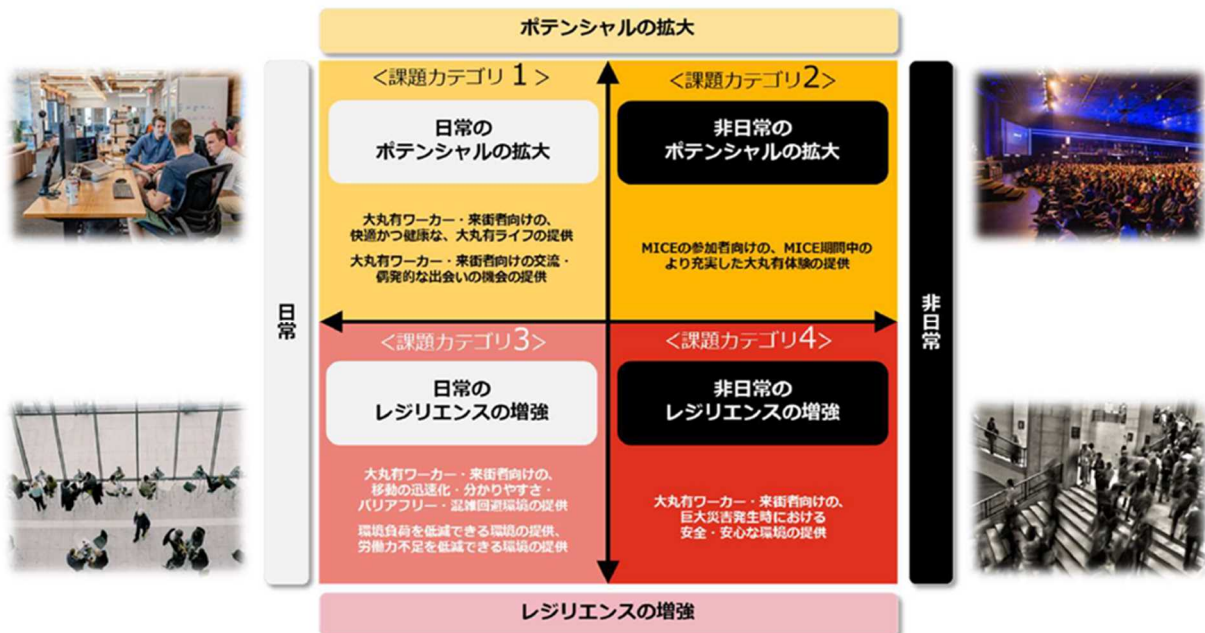 ポテンシャルの拡大
日常
<課題カテゴリ1>
日常の
ポテンシャルの拡大
大丸有ワーカー・来街者向けの、
快適かつ健康な、大丸有ライフの提供
大丸有ワーカー・来街者向けの交流・
偶発的な出会いの機会の提供
<課題カテゴリ2>
非日常の
ポテンシャルの拡大
MICEの参加者向けの、MICE期間中の
より充実した大丸有体験の提供
非日常
<課題カテゴリ3>
日常の
レジリエンスの増強
大丸有ワーカー・来街者向けの、
移動の迅速化・分かりやすさ・
バリアフリー・混雑回避環境の提供
環境負荷を低減できる環境の提供、
労働力不足を低減できる環境の提供
<課題カテゴリ4>
非日常の
レジリエンスの増強
大丸有ワーカー・来街者向けの、
巨大災害発生時における
安全・安心な環境の提供
レジリエンスの増強